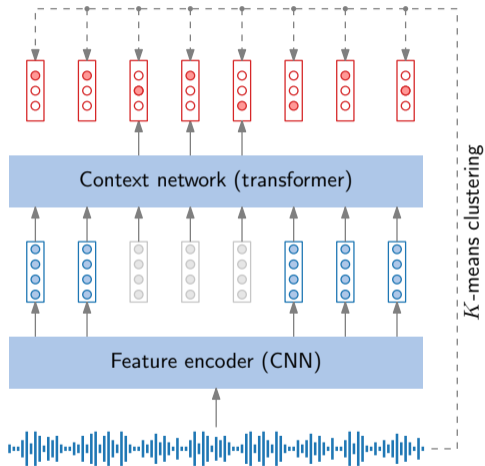 Context network (transformer)
K-means clustering
Feature encoder (CNN)